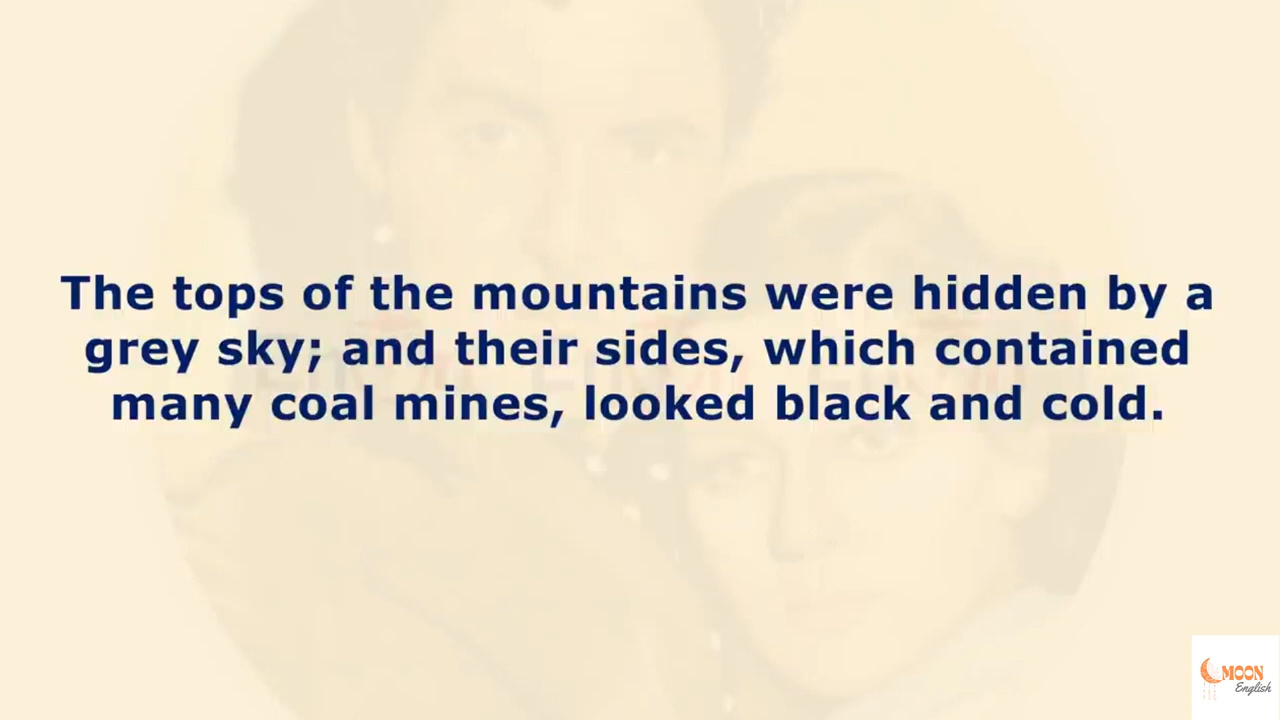 The tops of the mountains were hidden by a
grey sky; and their sides, which contained
many coal mines, looked black and cold.
MOON
English